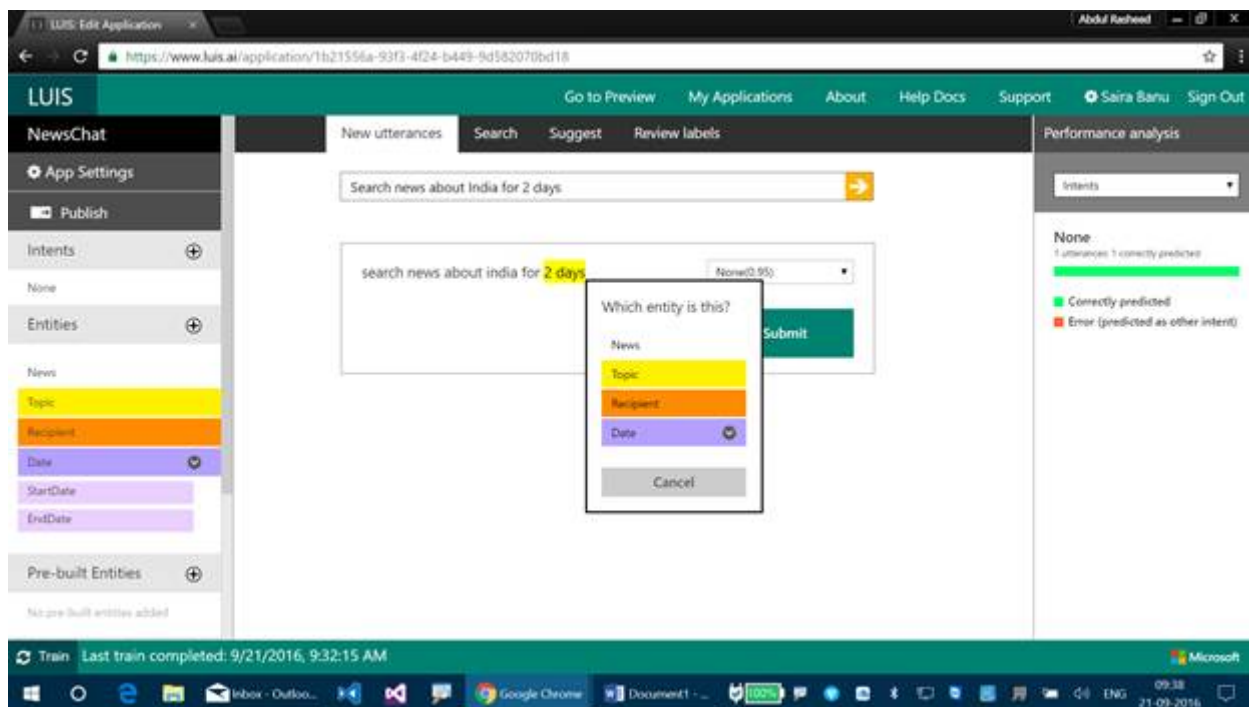 LUIS: Edit Application
Abdul Rasheed
https://www.luis.ai/application/1b21556a-93f3-4f24-b449-9d582070bd18
LUIS
Go to Preview My Applications About Help Docs Support Saira Banu Sign Out
NewsChat
New utterances Search Suggest Review labels
Performance analysis
App Settings
Search news about India for 2 days
Intents
Publish
Intents
None
1 utterances 1 correctly predicted
search news about india for 2 days
None(0.95)
None
Which entity is this?
Correctly predicted
Entities
Error (predicted as other intent)
Submit
News
News
Topic
Topic
Recipient
Recipient
Date
Date
StartDate
Cancel
EndDate
Pre-built Entities
No pre-built entities added
Train Last train completed: 9/21/2016, 9:32:15 AM
Microsoft
Inbox - Outloo...
Google Chrome
Document1 - ...
100%
ENG
09:38
21-09-2016